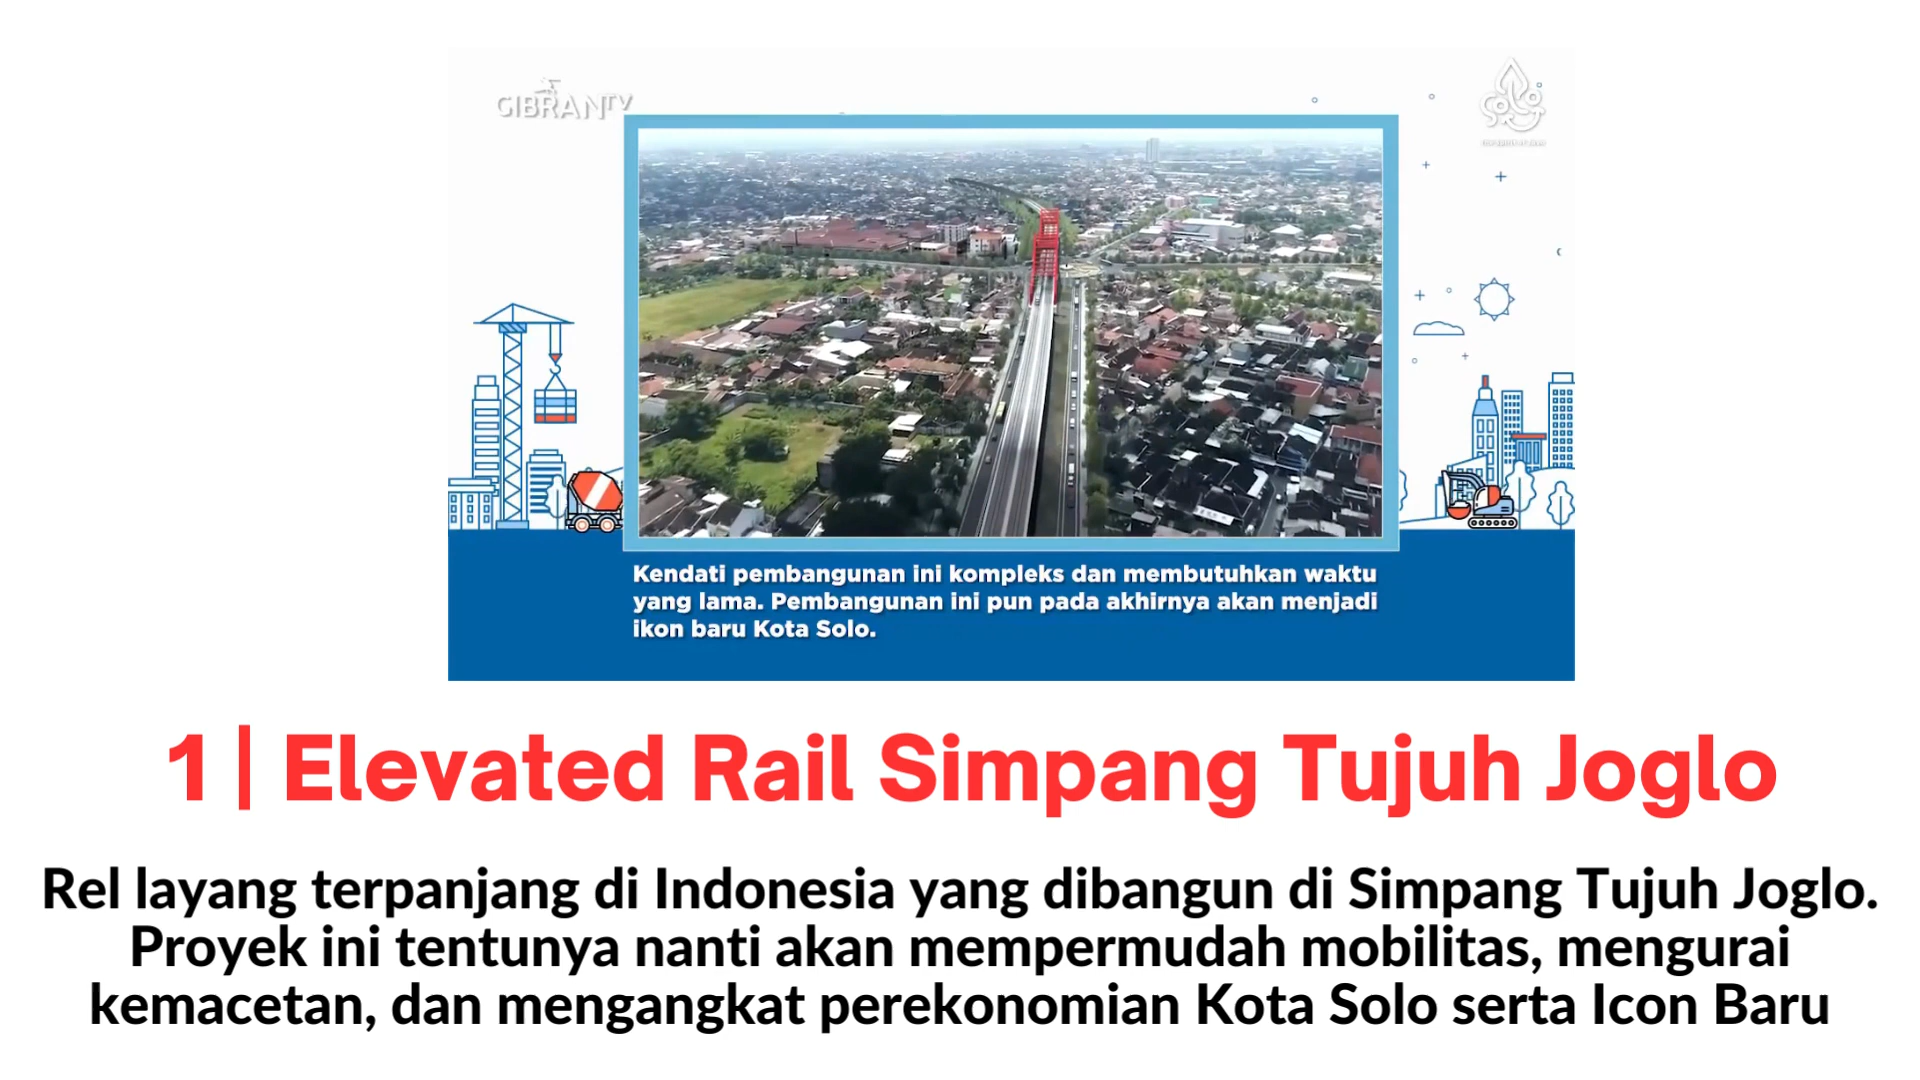 GIBRANTV
SOLO
Kendati pembangunan ini kompleks dan membutuhkan waktu
yang lama. Pembangunan ini pun pada akhirnya akan menjadi
ikon baru Kota Solo.
1 | Elevated Rail Simpang Tujuh Joglo
Rel layang terpanjang di Indonesia yang dibangun di Simpang Tujuh Joglo.
Proyek ini tentunya nanti akan mempermudah mobilitas, mengurai
kemacetan, dan mengangkat perekonomian Kota Solo serta Icon Baru